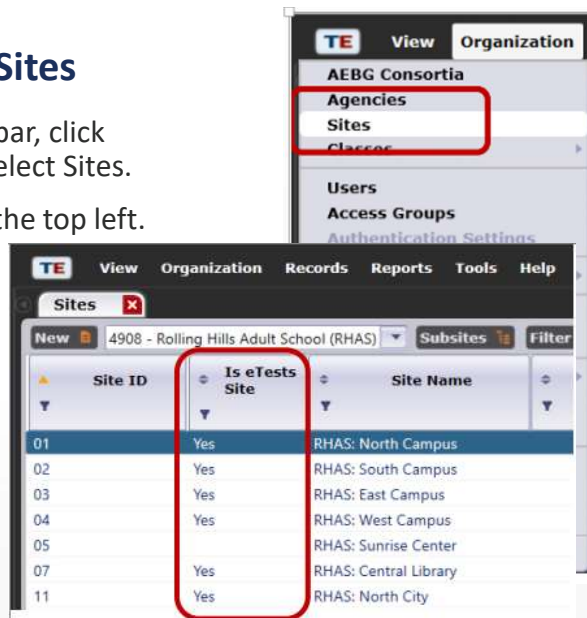 Sites
bar, click
elect Sites.
the top left.
TE View Organization
AEBG Consortia
Agencies
Sites
Classes
Users
Access Groups
Authentication Settings
TE View Organization Records Reports Tools Help
Sites
New 4908 - Rolling Hills Adult School (RHAS) Subsites Filter
Site ID Is eTests Site Site Name
01 Yes RHAS: North Campus
02 Yes RHAS: South Campus
03 Yes RHAS: East Campus
04 Yes RHAS: West Campus
05 RHAS: Sunrise Center
07 Yes RHAS: Central Library
11 Yes RHAS: North City